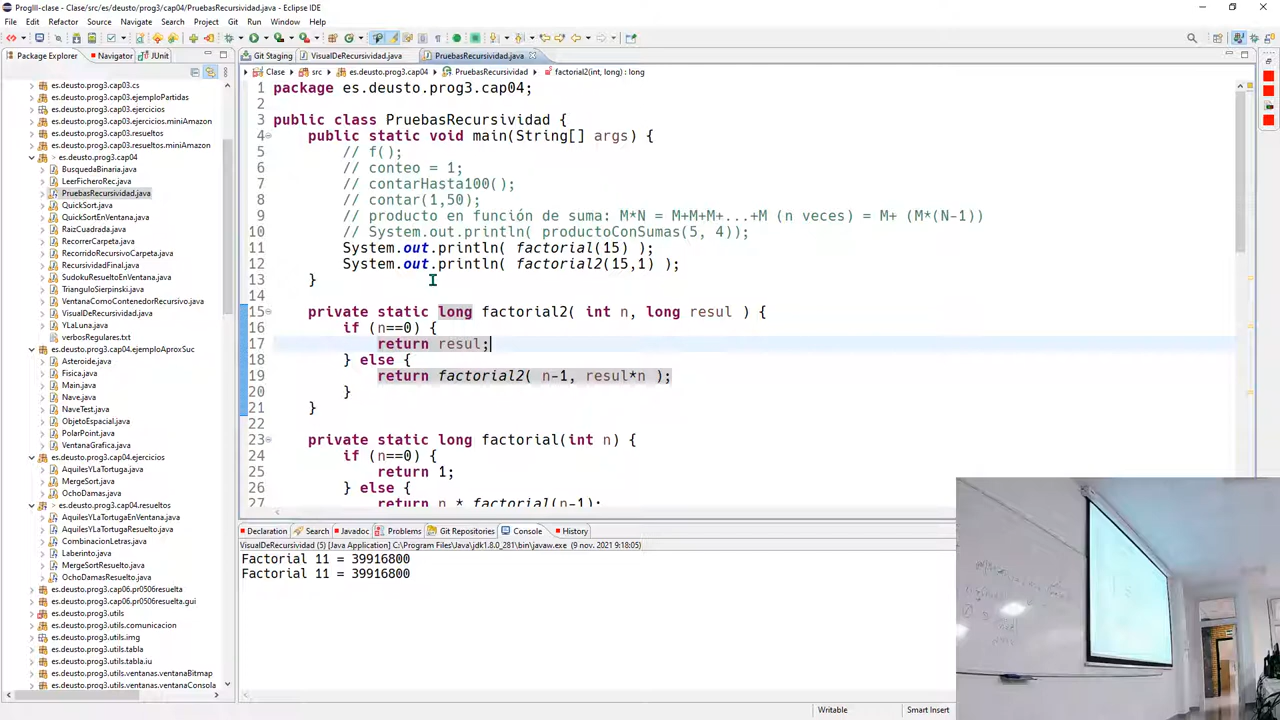 ProgIII-clase - Clase/src/es/deusto/prog3/cap04/PruebasRecursividad.java - Eclipse IDE
File Edit Refactor Source Navigate Search Project Git Run Window Help
Package Explorer Navigator JUnit
Git Staging VisualDeRecursividad.java PruebasRecursividad.java
Clase src es.deusto.prog3.cap04 PruebasRecursividad factorial2(int, long) : long
es.deusto.prog3.cap03.cs
es.deusto.prog3.cap03.ejemploPartidas
es.deusto.prog3.cap03.ejercicios
es.deusto.prog3.cap03.ejercicios.miniAmazon
es.deusto.prog3.cap03.resueltos
es.deusto.prog3.cap03.resueltos.miniAmazon
es.deusto.prog3.cap04
BusquedaBinaria.java
LeerFicheroRec.java
PruebasRecursividad.java
QuickSort.java
QuickSortEnVentana.java
RaizCuadrada.java
RecorrerCarpeta.java
RecorridoRecursivoCarpeta.java
RecursividadFinal.java
SudokuResueltoEnVentana.java
TrianguloSierpinski.java
VentanaComoContenedorRecursivo.java
VisualDeRecursividad.java
YLaLuna.java
verbosRegulares.txt
es.deusto.prog3.cap04.ejemploAproxSuc
Asteroide.java
Fisica.java
Main.java
Nave.java
NaveTest.java
ObjetoEspacial.java
PolarPoint.java
VentanaGrafica.java
es.deusto.prog3.cap04.ejercicios
AquilesYLaTortuga.java
MergeSort.java
OchoDamas.java
es.deusto.prog3.cap04.resueltos
AquilesYLaTortugaEnVentana.java
AquilesYLaTortugaResuelto.java
CombinacionLetras.java
Laberinto.java
MergeSortResuelto.java
OchoDamasResuelto.java
es.deusto.prog3.cap06.pr0506resuelta
es.deusto.prog3.cap06.pr0506resuelta.gui
es.deusto.prog3.utils
es.deusto.prog3.utils.comunicacion
es.deusto.prog3.utils.img
es.deusto.prog3.utils.tabla
es.deusto.prog3.utils.tabla.iu
es.deusto.prog3.utils.ventanas.ventanaBitmap
es.deusto.prog3.utils.ventanas.ventanaConsola
1 package es.deusto.prog3.cap04;
2
3 public class PruebasRecursividad {
4 public static void main(String[] args) {
5 // f();
6 // conteo = 1;
7 // contarHasta100();
8 // contar(1,50);
9 // producto en función de suma: M*N = M+M+M+...+M (n veces) = M+ (M*(N-1))
10 // System.out.println( productoConSumas(5, 4));
11 System.out.println( factorial(15) );
12 System.out.println( factorial2(15,1) );
13 }
14
15 private static long factorial2( int n, long resul ) {
16 if (n==0) {
17 return resul;
18 } else {
19 return factorial2( n-1, resul*n );
20 }
21 }
22
23 private static long factorial(int n) {
24 if (n==0) {
25 return 1;
26 } else {
27 return n * factorial(n-1);
Declaration Search Javadoc Problems Git Repositories Console History
VisualDeRecursividad (5) [Java Application] C:\Program Files\Java\jdk1.8.0_281\bin\javaw.exe (9 nov. 2021 9:18:05)
Factorial 11 = 39916800
Factorial 11 = 39916800
Writable Smart Insert